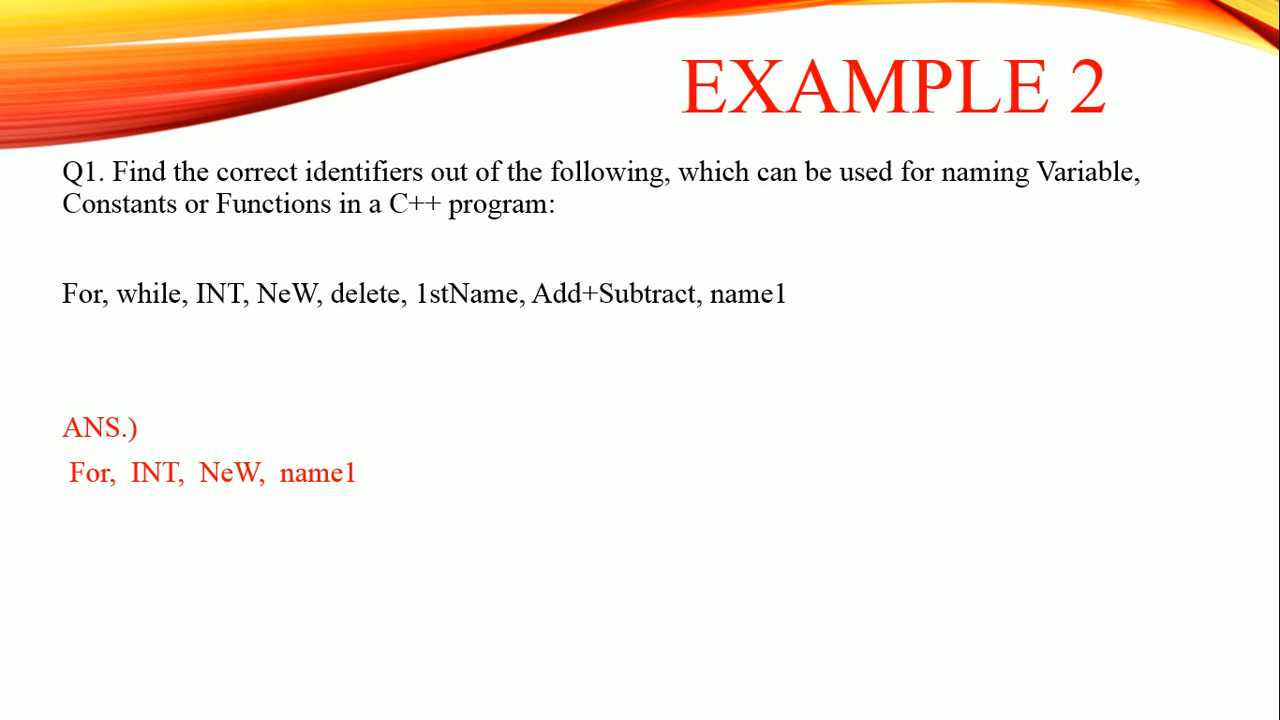 EXAMPLE 2
Q1. Find the correct identifiers out of the following, which can be used for naming Variable,
Constants or Functions in a C++ program:
For, while, INT, NeW, delete, 1stName, Add+Subtract, name1
ANS.)
For, INT, NeW, name1